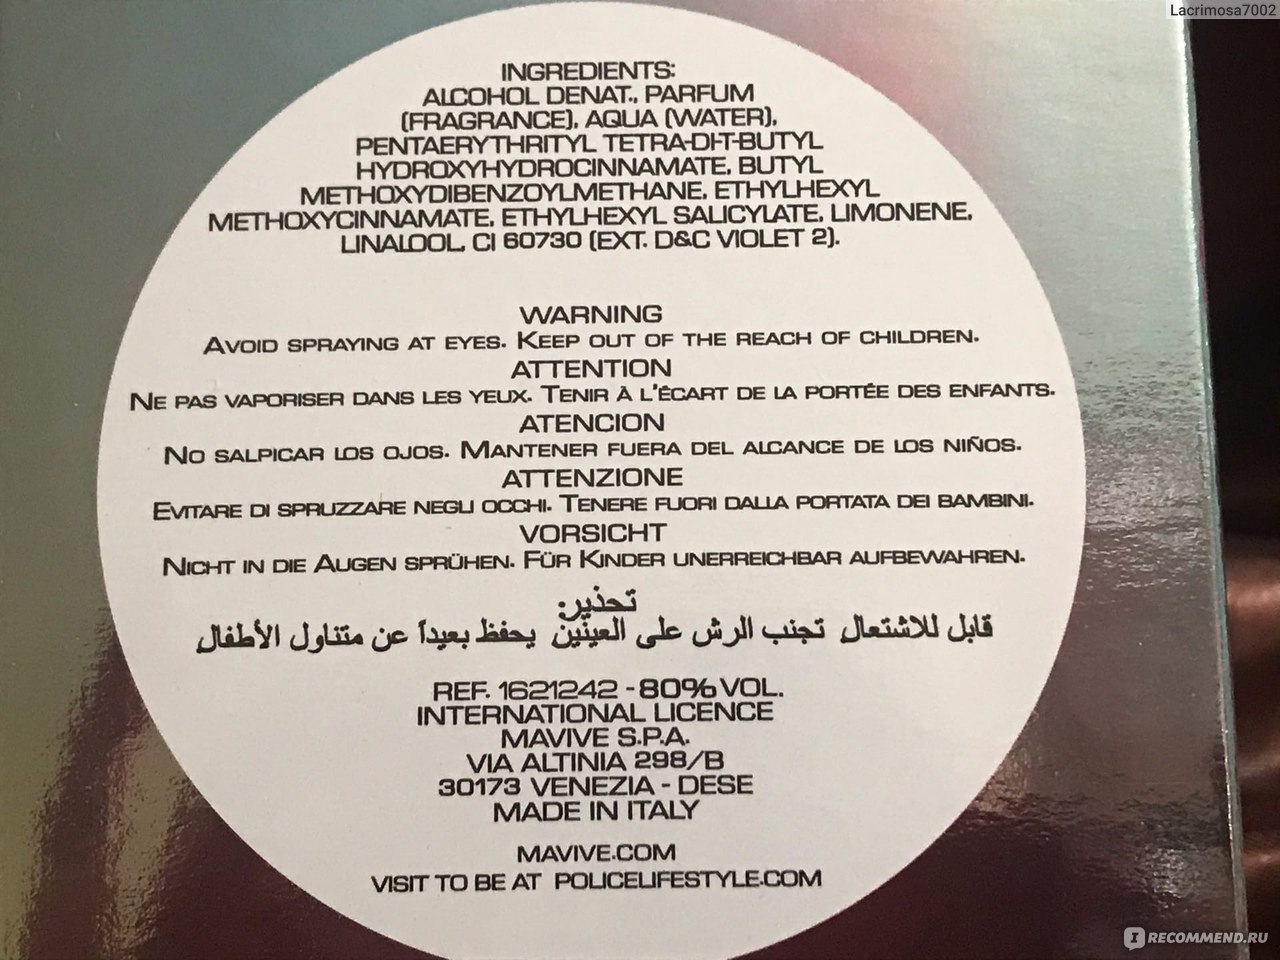 Lacrimosa7002
INGREDIENTS:
ALCOHOL DENAT., PARFUM
(FRAGRANCE), AQUA (WATER),
PENTAERYTHRITYL TETRA-DI-T-BUTYL
HYDROXYHYDROCINNAMATE, BUTYL
METHOXYDIBENZOYLMETHANE, ETHYLHEXYL
METHOXYCINNAMATE, ETHYLHEXYL SALICYLATE, LIMONENE,
LINALOOL, CI 60730 (EXT. D&C VIOLET 2).
WARNING
AVOID SPRAYING AT EYES. KEEP OUT OF THE REACH OF CHILDREN.
ATTENTION
NE PAS VAPORISER DANS LES YEUX. TENIR À L'ÉCART DE LA PORTÉE DES ENFANTS.
ATENCION
NO SALPICAR LOS OJOS. MANTENER FUERA DEL ALCANCE DE LOS NIÑOS.
ATTENZIONE
EVITARE DI SPRUZZARE NEGLI OCCHI. TENERE FUORI DALLA PORTATA DEI BAMBINI.
VORSICHT
NICHT IN DIE AUGEN SPRÜHEN. FÜR KINDER UNERREICHBAR AUFBEWAHREN.
تحذير:
قابل للاشتعال. تجنب الرش على العينين. يحفظ بعيداً عن متناول الأطفال.
REF. 1621242 - 80% VOL.
INTERNATIONAL LICENCE
MAVIVE S.P.A.
VIA ALTINIA 298/B
30173 VENEZIA - DESE
MADE IN ITALY
MAVIVE.COM
VISIT TO BE AT POLICELIFESTYLE.COM
IRECOMMEND.RU